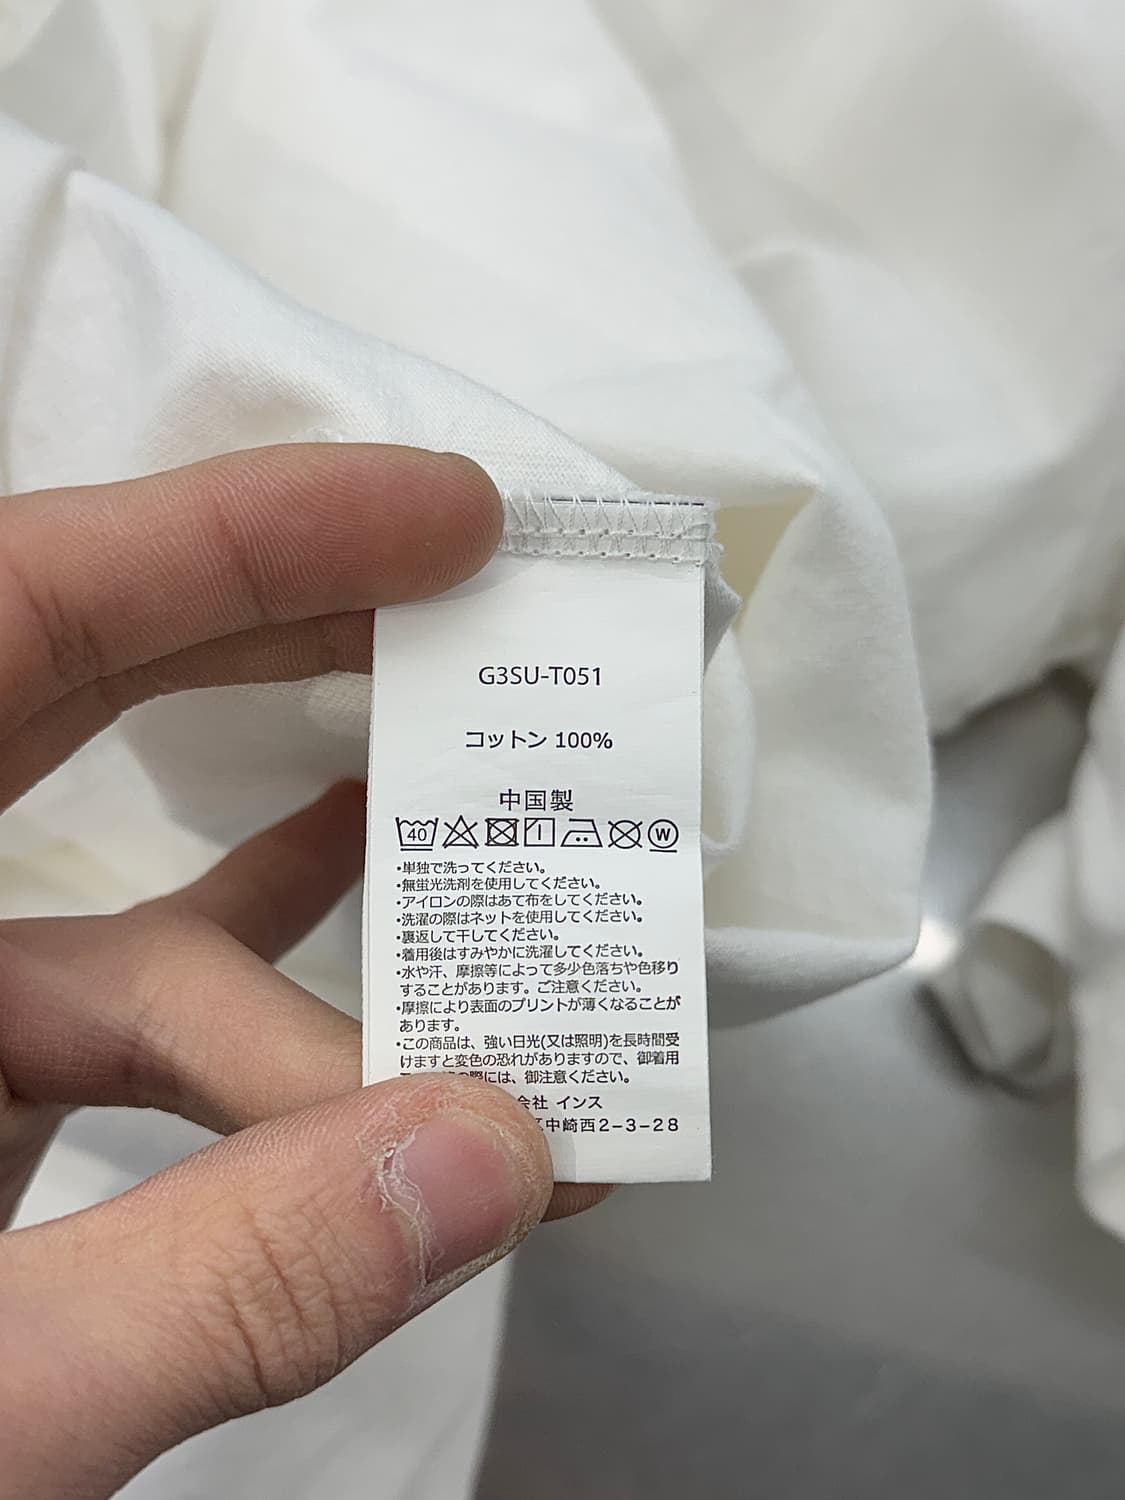 G3SU-T051
コットン 100%
中国製
40
W
・単独で洗ってください。
・無蛍光洗剤を使用してください。
・アイロンの際はあて布をしてください。
・洗濯の際はネットを使用してください。
・裏返して干してください。
・着用後はすみやかに洗濯してください。
・水や汗、摩擦等によって多少色落ちや色移り
することがあります。ご注意ください。
・摩擦により表面のプリントが薄くなることが
あります。
・この商品は、強い日光(又は照明)を長時間受
けますと変色の恐れがありますので、御着用
際には、御注意ください。
会社 インス
区中崎西2-3-28